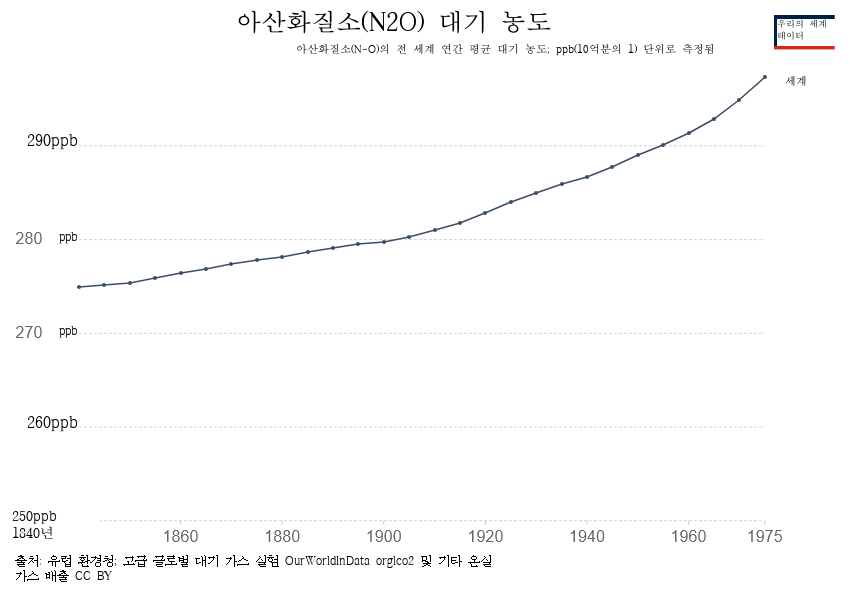 아산화질소(N2O) 대기 농도
아산화질소(N-O)의 전 세계 연간 평균 대기 농도; ppb(10억분의 1) 단위로 측정됨
우리의 세계
데이터
세계
290ppb
280 ppb
270 ppb
260ppb
250ppb
1840년 1860 1880 1900 1920 1940 1960 1975
출처: 유럽 환경청; 고급 글로벌 대기 가스 실험 OurWorldInData orgico2 및 기타 온실
가스 배출 CC BY